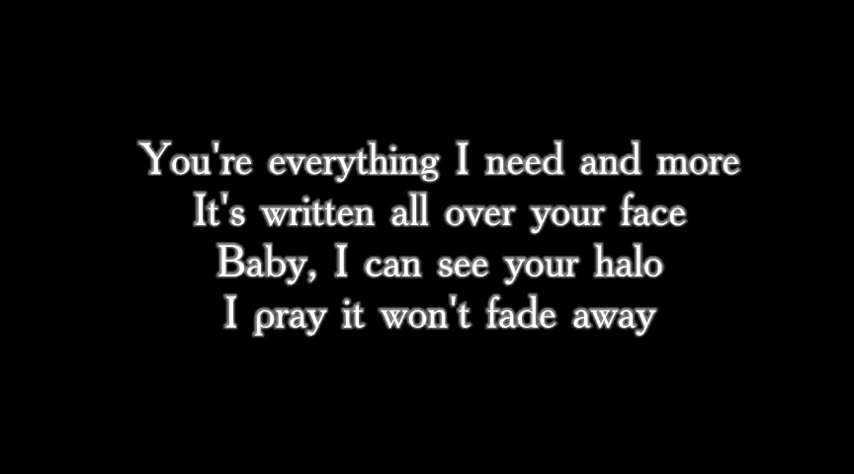 You're everything I need and more
It's written all over your face
Baby, I can see your halo
I pray it won't fade away